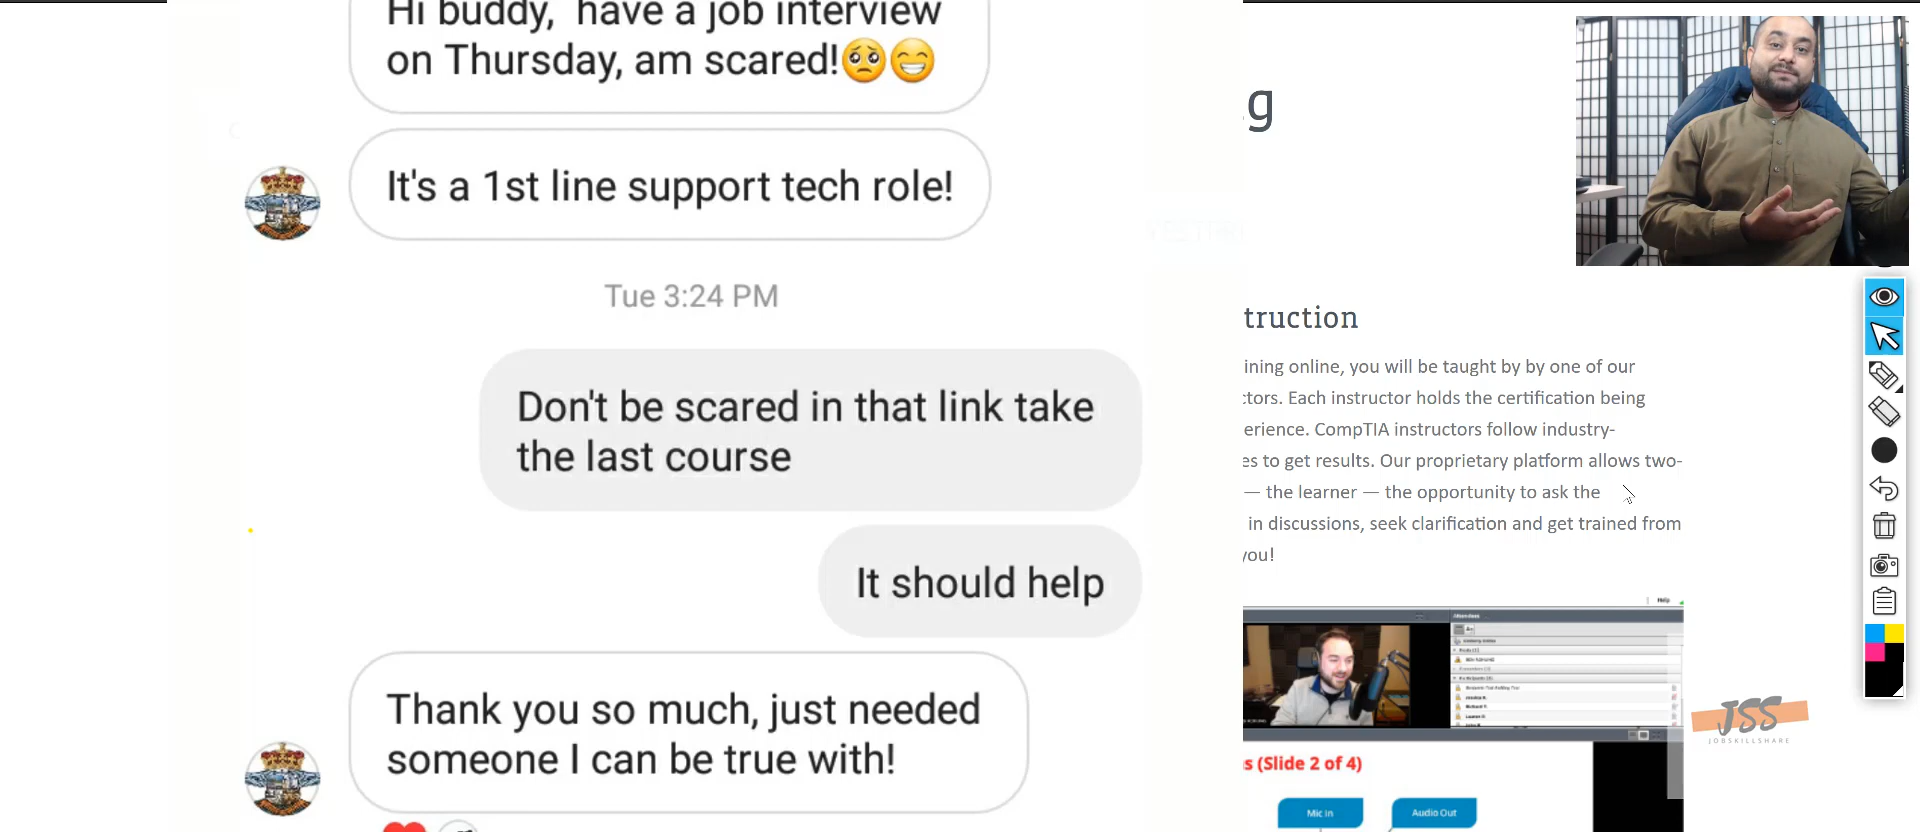 Hi buddy, have a job interview
on Thursday, am scared!🥺😁
It's a 1st line support tech role!
Tue 3:24 PM
Don't be scared in that link take
the last course
It should help
Thank you so much, just needed
someone I can be true with!
g
truction
ining online, you will be taught by by one of our
ctors. Each instructor holds the certification being
erience. CompTIA instructors follow industry-
es to get results. Our proprietary platform allows two-
— the learner — the opportunity to ask the
in discussions, seek clarification and get trained from
you!
Help
s (Slide 2 of 4)
Mic In
Audio Out
JSS
JOBSKILLSHARE